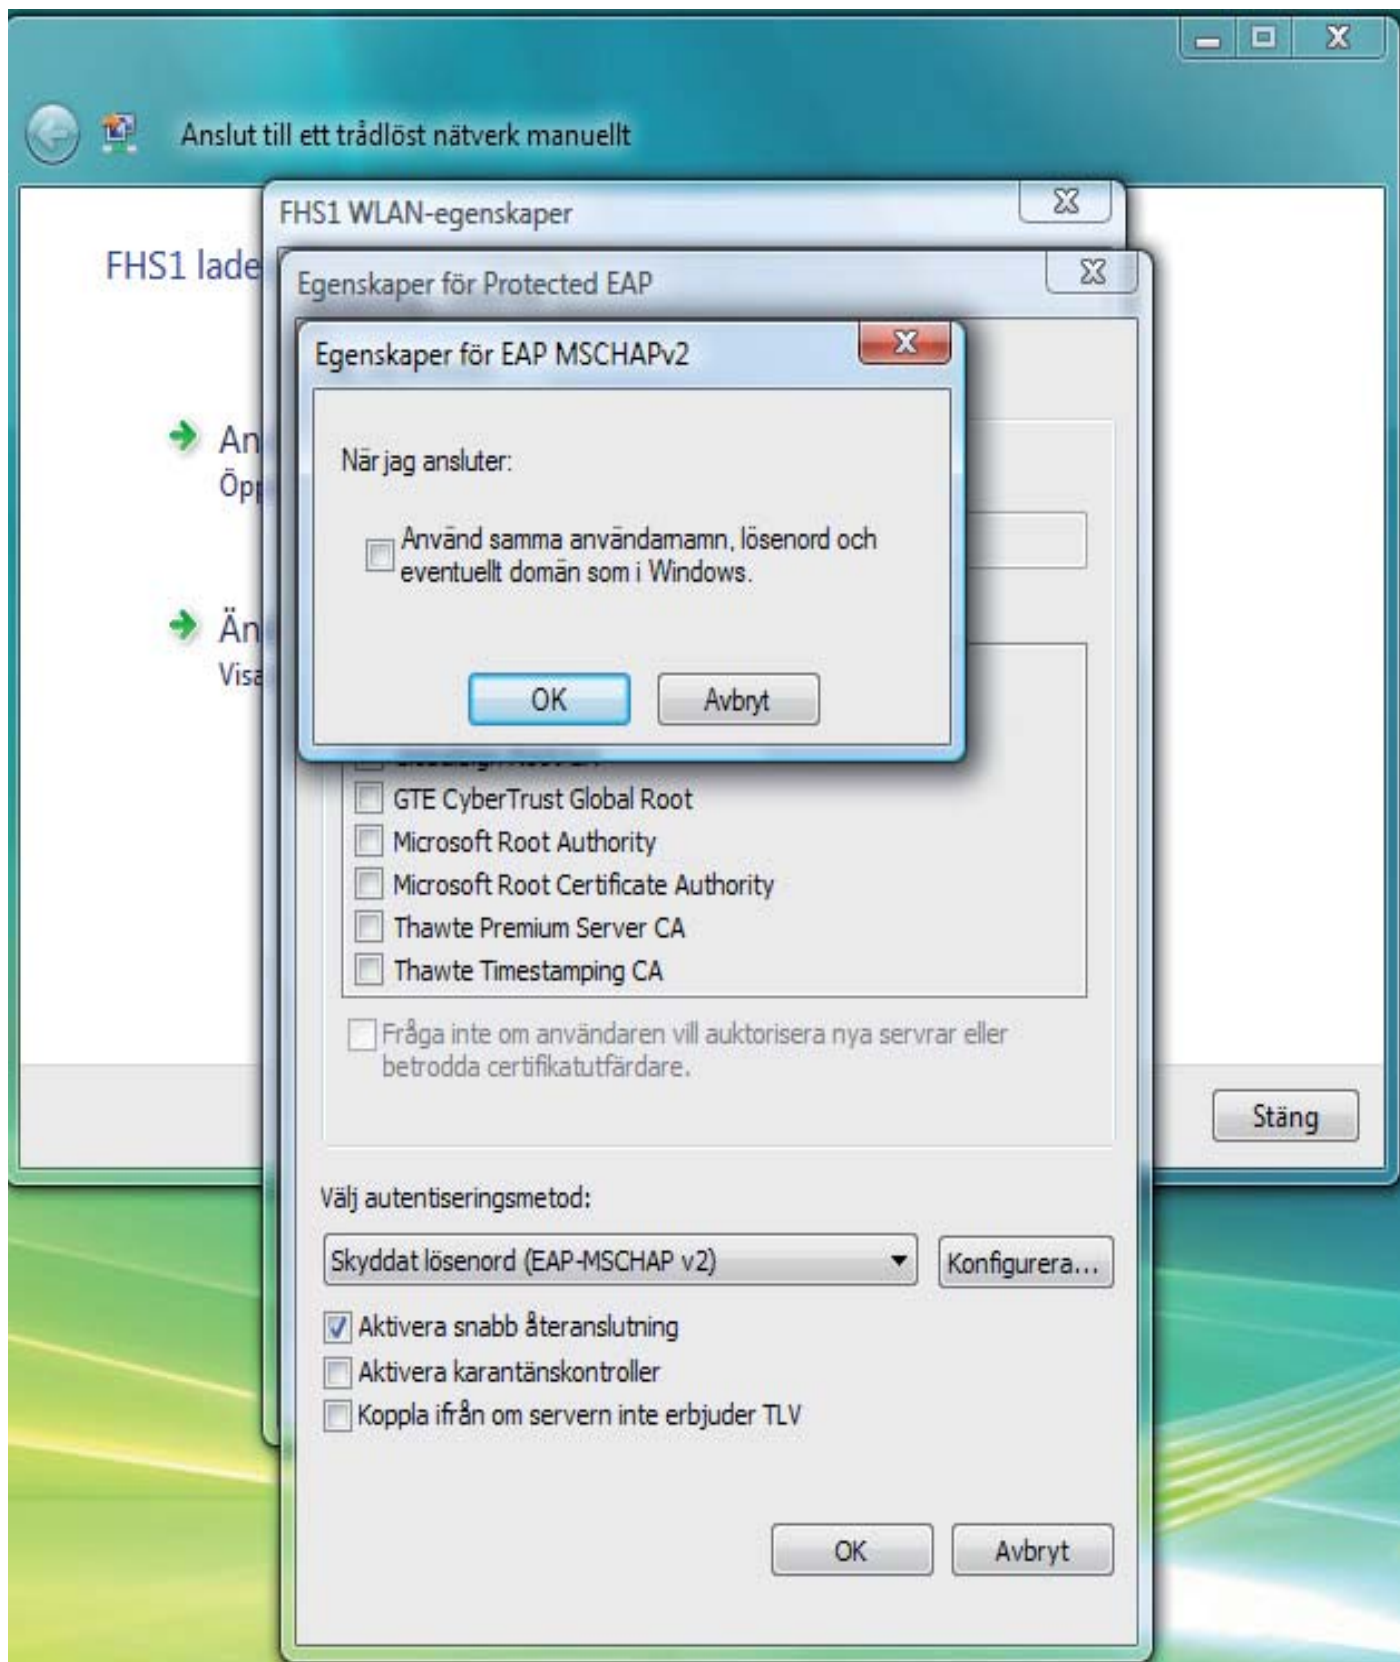 Anslut till ett trådlöst nätverk manuellt
FHS1 WLAN-egenskaper
FHS1 lade
Egenskaper för Protected EAP
Egenskaper för EAP MSCHAPv2
När jag ansluter:
An
Öpp
Använd samma användarnamn, lösenord och
eventuellt domän som i Windows.
Än
Visa
OK
Avbryt
GTE CyberTrust Global Root
Microsoft Root Authority
Microsoft Root Certificate Authority
Thawte Premium Server CA
Thawte Timestamping CA
Fråga inte om användaren vill auktorisera nya servrar eller
betrodda certifikatutfärdare.
Stäng
Välj autentiseringsmetod:
Skyddat lösenord (EAP-MSCHAP v2)
Konfigurera...
Aktivera snabb återanslutning
Aktivera karantänskontroller
Koppla ifrån om servern inte erbjuder TLV
OK
Avbryt